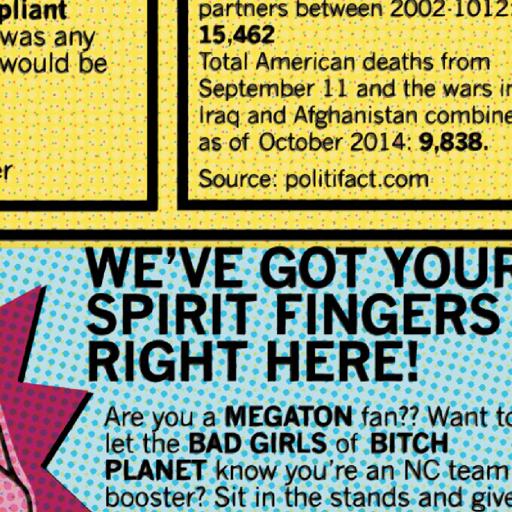 pliant
was any
would be
er
partners between 2002-1012:
15,462
Total American deaths from
September 11 and the wars in
Iraq and Afghanistan combine
as of October 2014: 9,838.
Source: politifact.com
WE'VE GOT YOUR
SPIRIT FINGERS
RIGHT HERE!
Are you a MEGATON fan?? Want to
let the BAD GIRLS of BITCH
PLANET know you're an NC team
booster? Sit in the stands and give